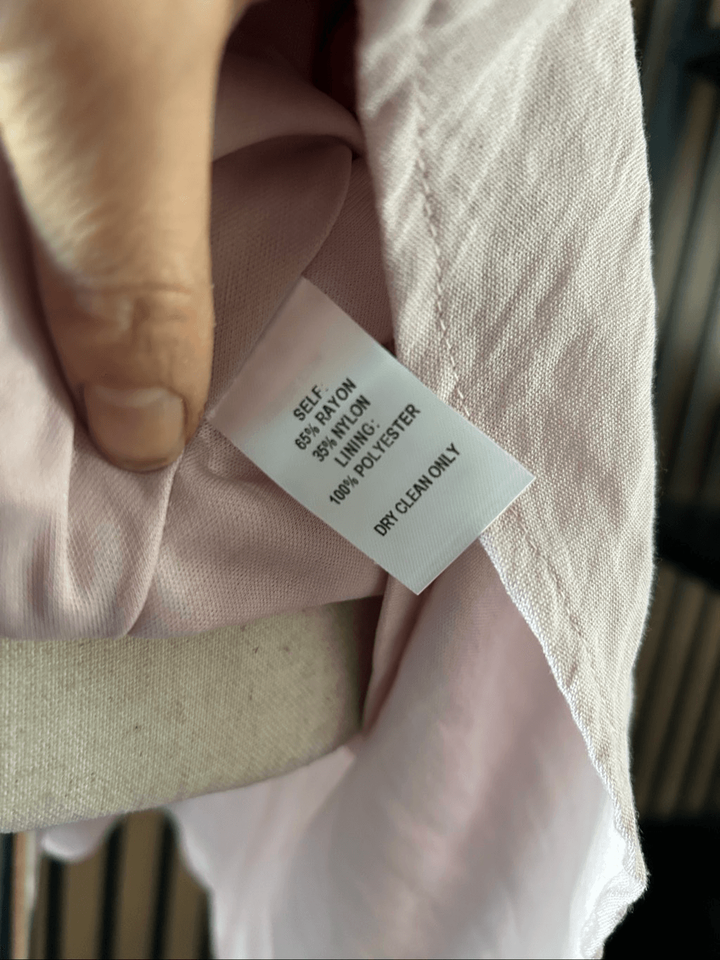 SELF:
65% RAYON
35% NYLON
LINING:
100% POLYESTER
DRY CLEAN ONLY